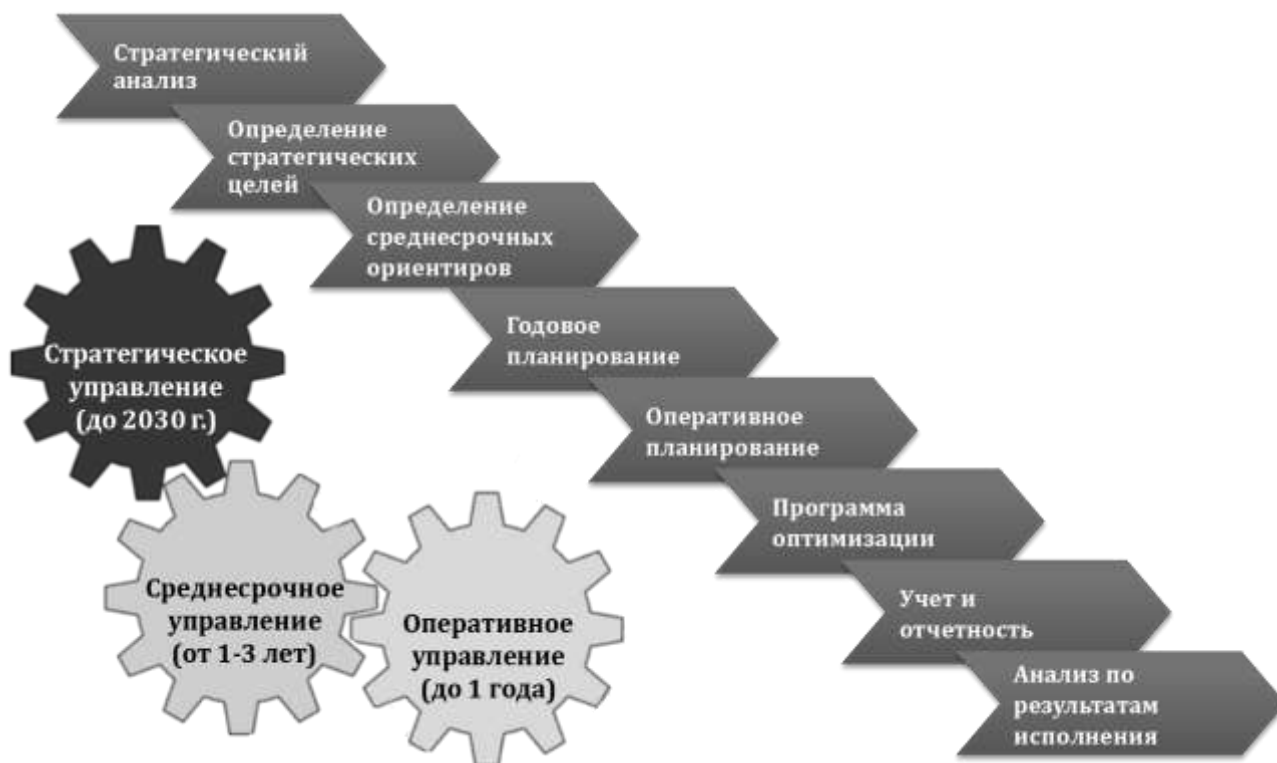 Стратегический
анализ
Определение
стратегических
целей
Определение
среднесрочных
ориентиров
Годовое
планирование
Оперативное
планирование
Программа
оптимизации
Учет и
отчетность
Анализ по
результатам
исполнения
Стратегическое
управление
(до 2030 г.)
Среднесрочное
управление
(от 1-3 лет)
Оперативное
управление
(до 1 года)